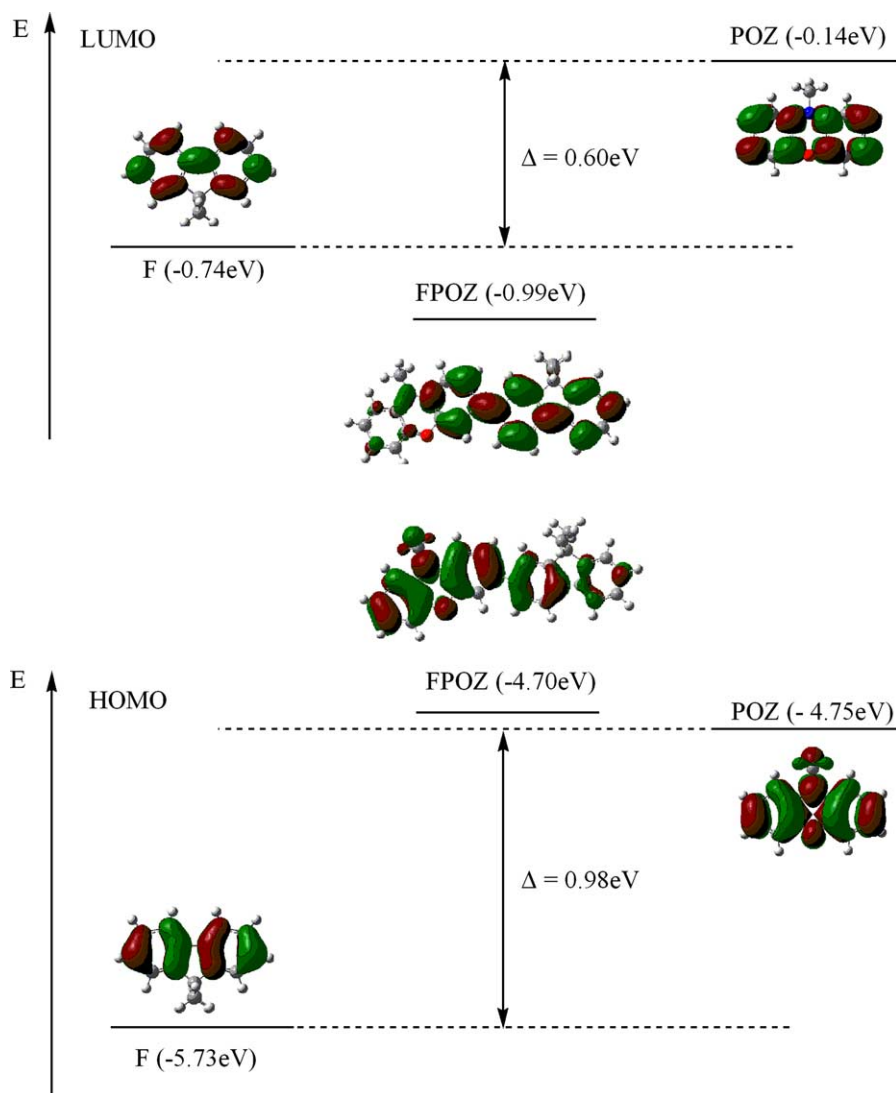 E
LUMO
POZ (-0.14eV)
Δ = 0.60eV
F (-0.74eV)
FPOZ (-0.99eV)
E
HOMO
FPOZ (-4.70eV)
POZ (- 4.75eV)
Δ = 0.98eV
F (-5.73eV)